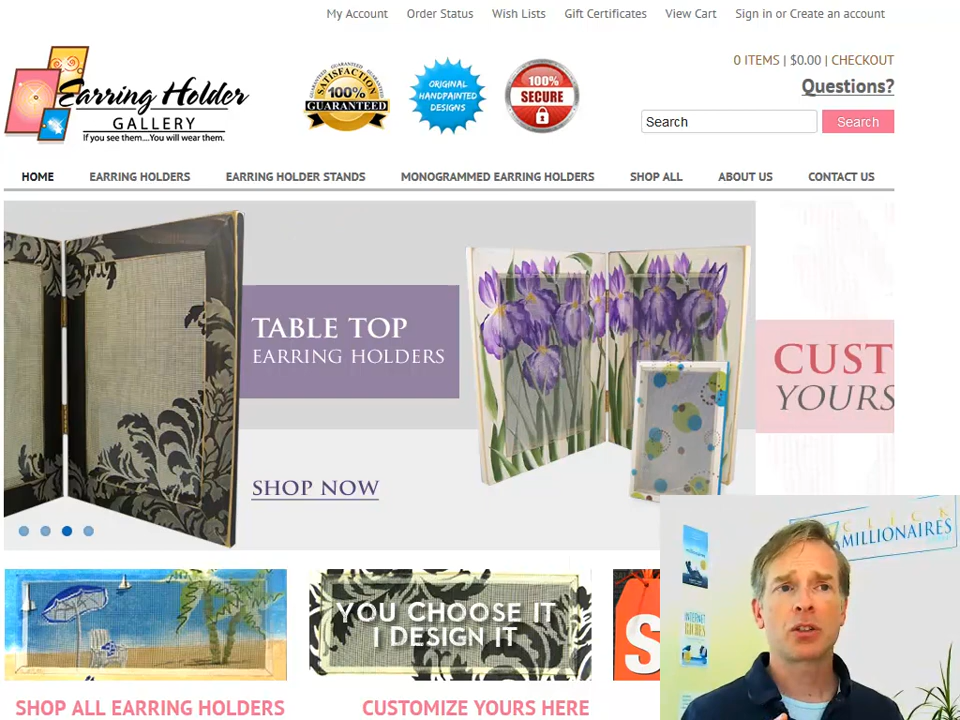 My Account Order Status Wish Lists Gift Certificates View Cart Sign in or Create an account
Earring Holder
GALLERY
If you see them....You will wear them.
SATISFACTION
100%
GUARANTEED
ORIGINAL
HANDPAINTED
DESIGNS
100%
SECURE
0 ITEMS | $0.00 | CHECKOUT
Questions?
Search Search
HOME EARRING HOLDERS EARRING HOLDER STANDS MONOGRAMMED EARRING HOLDERS SHOP ALL ABOUT US CONTACT US
TABLE TOP
EARRING HOLDERS
SHOP NOW
CUST
YOURS
CLICK
MILLIONAIRES
INTERNET
RICHES
YOU CHOOSE IT
I DESIGN IT
S
SHOP ALL EARRING HOLDERS CUSTOMIZE YOURS HERE